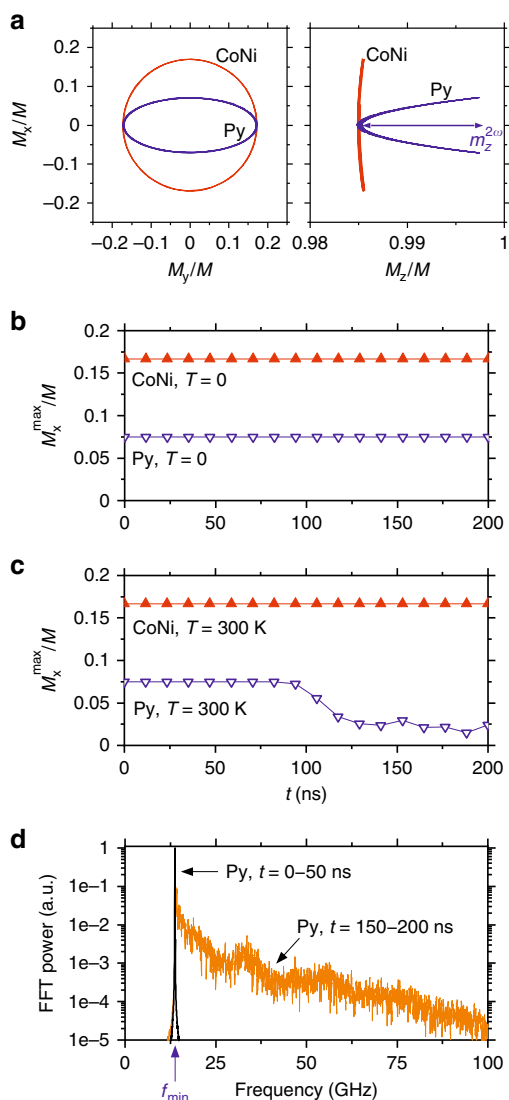 a
0.2
0.1
0
−0.1
−0.2
M_x/M
CoNi
Py
−0.2 −0.1 0 0.1 0.2
M_y/M
CoNi
Py
m_z^{2ω}
0.98 0.99 1
M_z/M
b
0.2
0.15
0.1
0.05
0
M_x^{max}/M
CoNi, T = 0
Py, T = 0
0 50 100 150 200
c
0.2
0.15
0.1
0.05
0
M_x^{max}/M
CoNi, T = 300 K
Py, T = 300 K
0 50 100 150 200
t (ns)
d
1
1e−1
1e−2
1e−3
1e−4
1e−5
FFT power (a.u.)
Py, t = 0–50 ns
Py, t = 150–200 ns
0 25 50 75 100
f_min
Frequency (GHz)